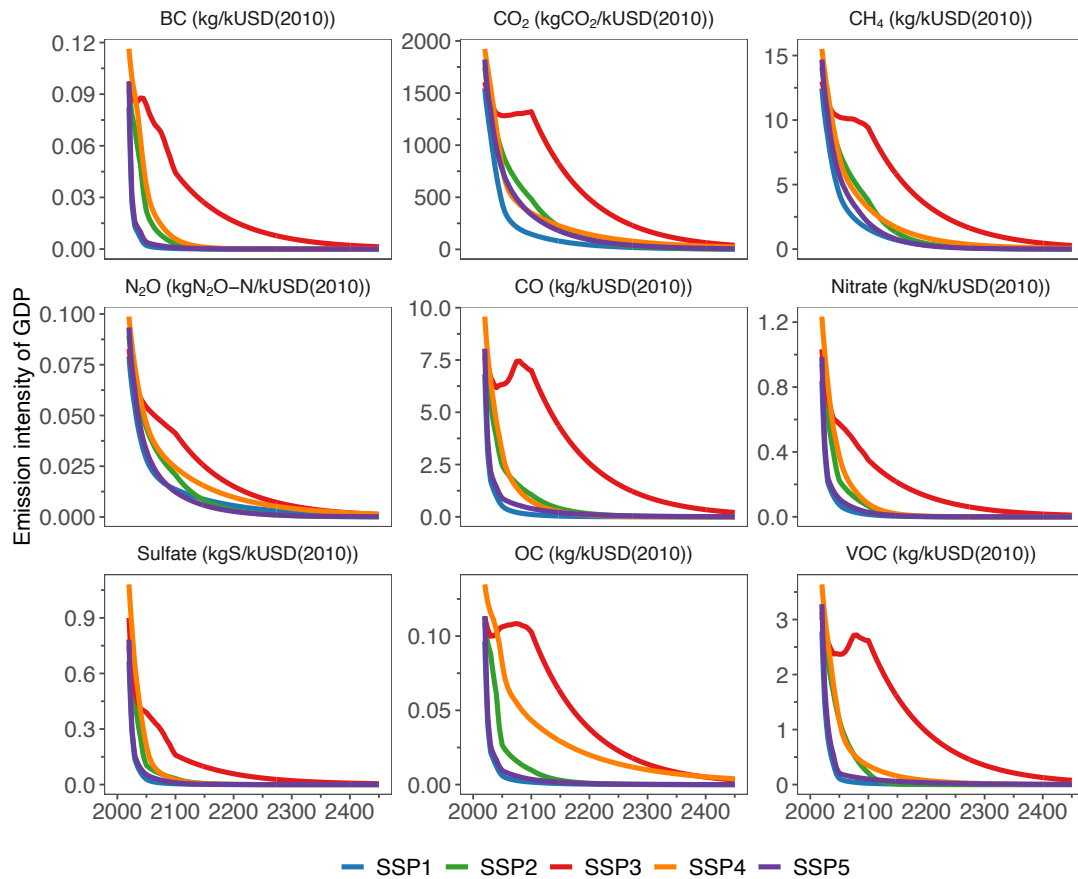 BC (kg/kUSD(2010))
CO₂ (kgCO₂/kUSD(2010))
CH₄ (kg/kUSD(2010))
0.12
0.09
0.06
0.03
0.00
2000
1500
1000
500
0
15
10
5
0
N₂O (kgN₂O−N/kUSD(2010))
CO (kg/kUSD(2010))
Nitrate (kgN/kUSD(2010))
Emission intensity of GDP
0.100
0.075
0.050
0.025
0.000
10.0
7.5
5.0
2.5
0.0
1.2
0.8
0.4
0.0
Sulfate (kgS/kUSD(2010))
OC (kg/kUSD(2010))
VOC (kg/kUSD(2010))
0.9
0.6
0.3
0.0
0.10
0.05
0.00
3
2
1
0
2000 2100 2200 2300 2400
2000 2100 2200 2300 2400
2000 2100 2200 2300 2400
SSP1 SSP2 SSP3 SSP4 SSP5